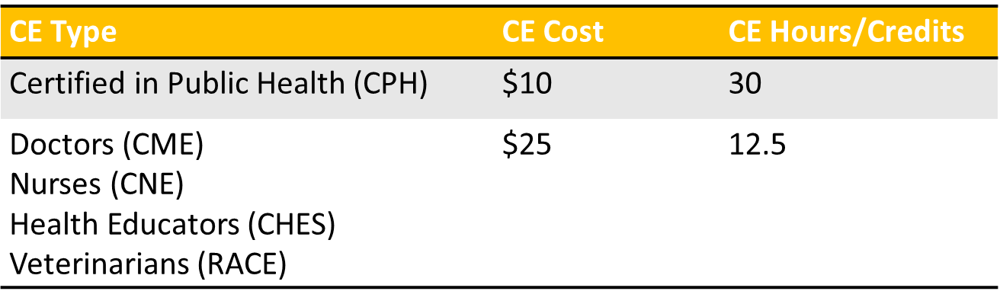 CE Type CE Cost CE Hours/Credits
Certified in Public Health (CPH) $10 30
Doctors (CME) $25 12.5
Nurses (CNE)
Health Educators (CHES)
Veterinarians (RACE)